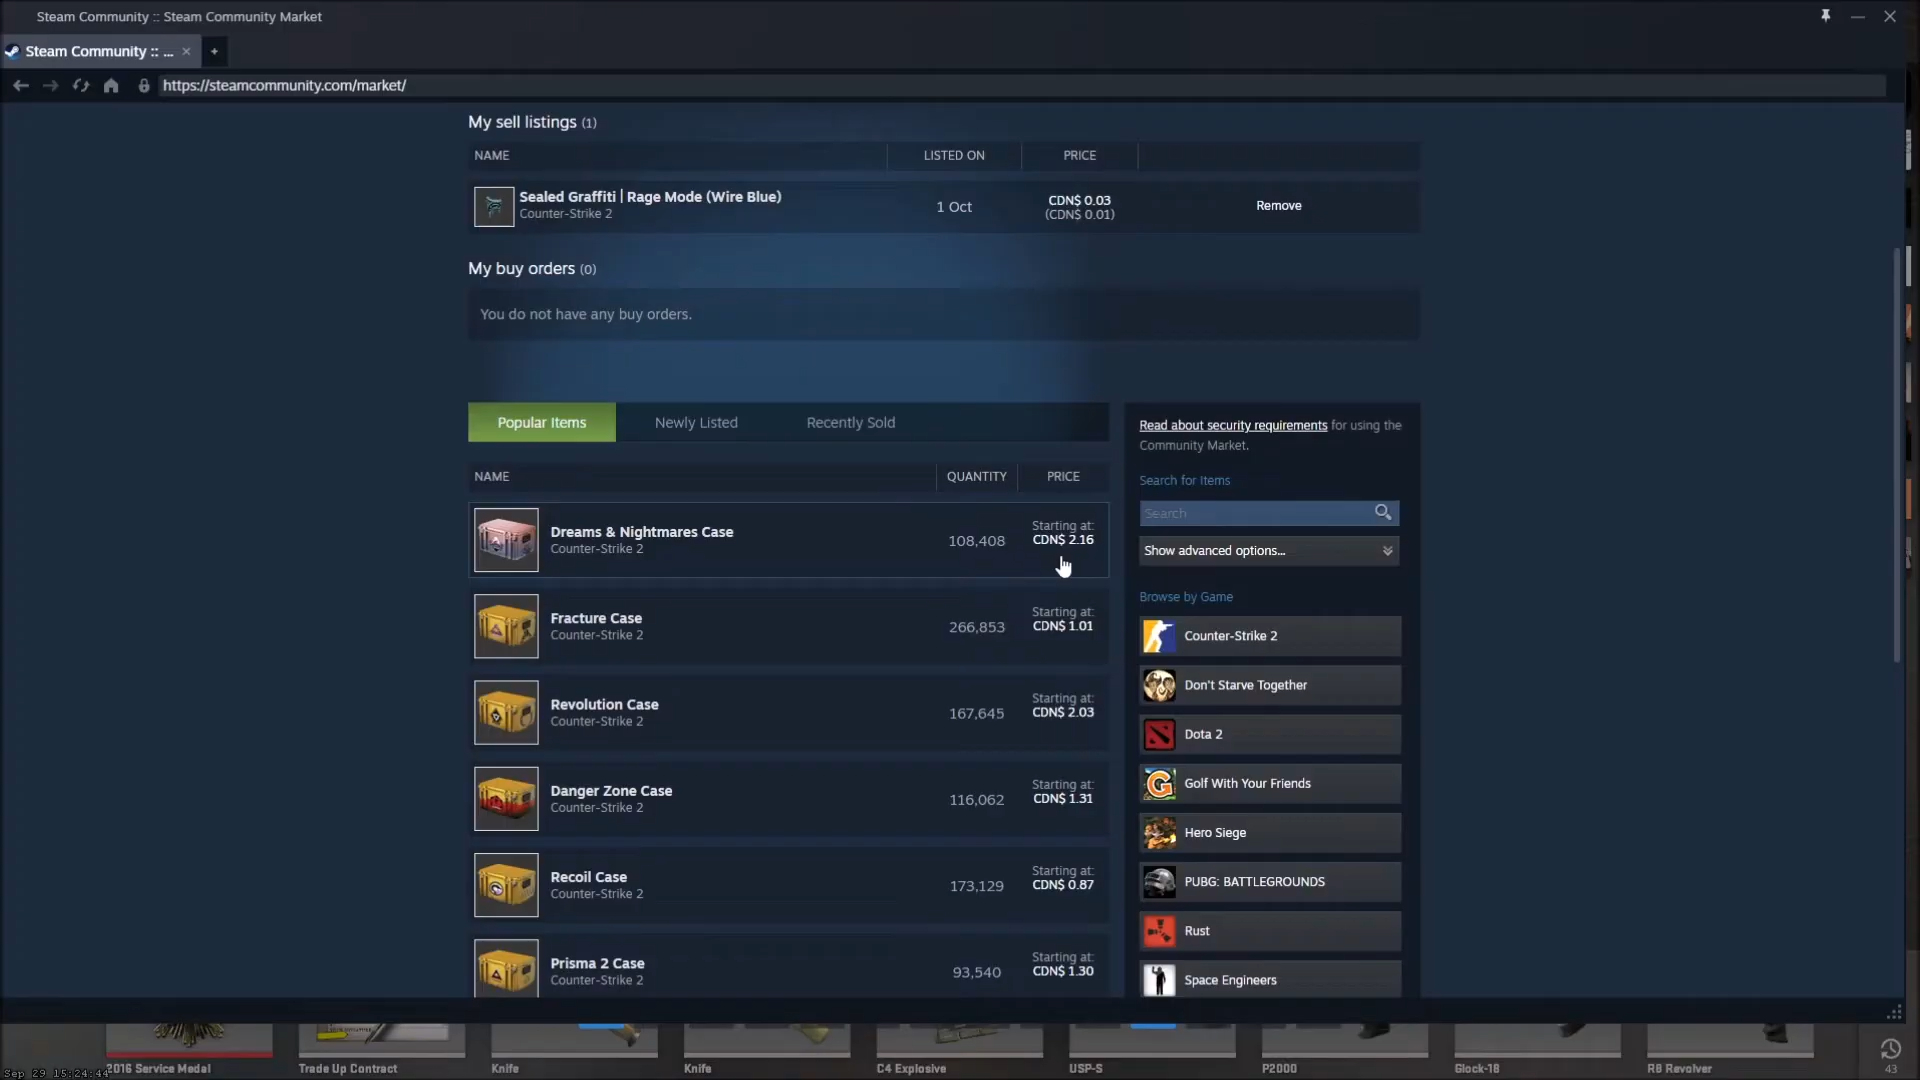 Steam Community :: Steam Community Market
Steam Community :: ...
https://steamcommunity.com/market/
My sell listings (1)
NAME LISTED ON PRICE
Sealed Graffiti | Rage Mode (Wire Blue)
Counter-Strike 2
1 Oct
CDN$ 0.03
(CDN$ 0.01)
Remove
My buy orders (0)
You do not have any buy orders.
Popular Items Newly Listed Recently Sold
NAME QUANTITY PRICE
Dreams & Nightmares Case
Counter-Strike 2
108,408
Starting at:
CDN$ 2.16
Fracture Case
Counter-Strike 2
266,853
Starting at:
CDN$ 1.01
Revolution Case
Counter-Strike 2
167,645
Starting at:
CDN$ 2.03
Danger Zone Case
Counter-Strike 2
116,062
Starting at:
CDN$ 1.31
Recoil Case
Counter-Strike 2
173,129
Starting at:
CDN$ 0.87
Prisma 2 Case
Counter-Strike 2
93,540
Starting at:
CDN$ 1.30
Read about security requirements for using the
Community Market.
Search for Items
Search
Show advanced options...
Browse by Game
Counter-Strike 2
Don't Starve Together
Dota 2
Golf With Your Friends
Hero Siege
PUBG: BATTLEGROUNDS
Rust
Space Engineers
2016 Service Medal Trade Up Contract Knife Knife C4 Explosive USP-S P2000 Glock-18 R8 Revolver
43
Sep 29 15:24:44